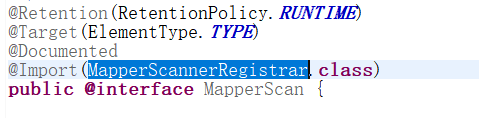 @Retention(RetentionPolicy.RUNTIME)
@Target(ElementType.TYPE)
@Documented
@Import(MapperScannerRegistrar.class)
public @interface MapperScan {